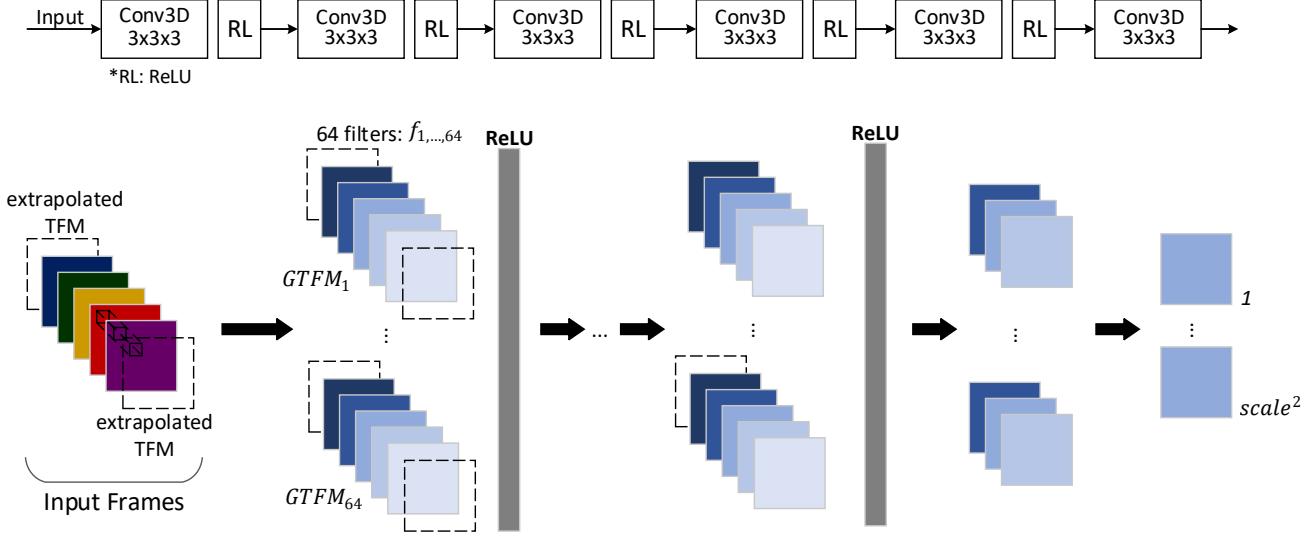 Input
Conv3D
3x3x3
RL
Conv3D
3x3x3
RL
Conv3D
3x3x3
RL
Conv3D
3x3x3
RL
Conv3D
3x3x3
RL
Conv3D
3x3x3
*RL: ReLU
64 filters: f1,...,64
ReLU
ReLU
extrapolated
TFM
GTFM1
⋮
...
⋮
⋮
1
⋮
extrapolated
TFM
GTFM64
scale²
Input Frames